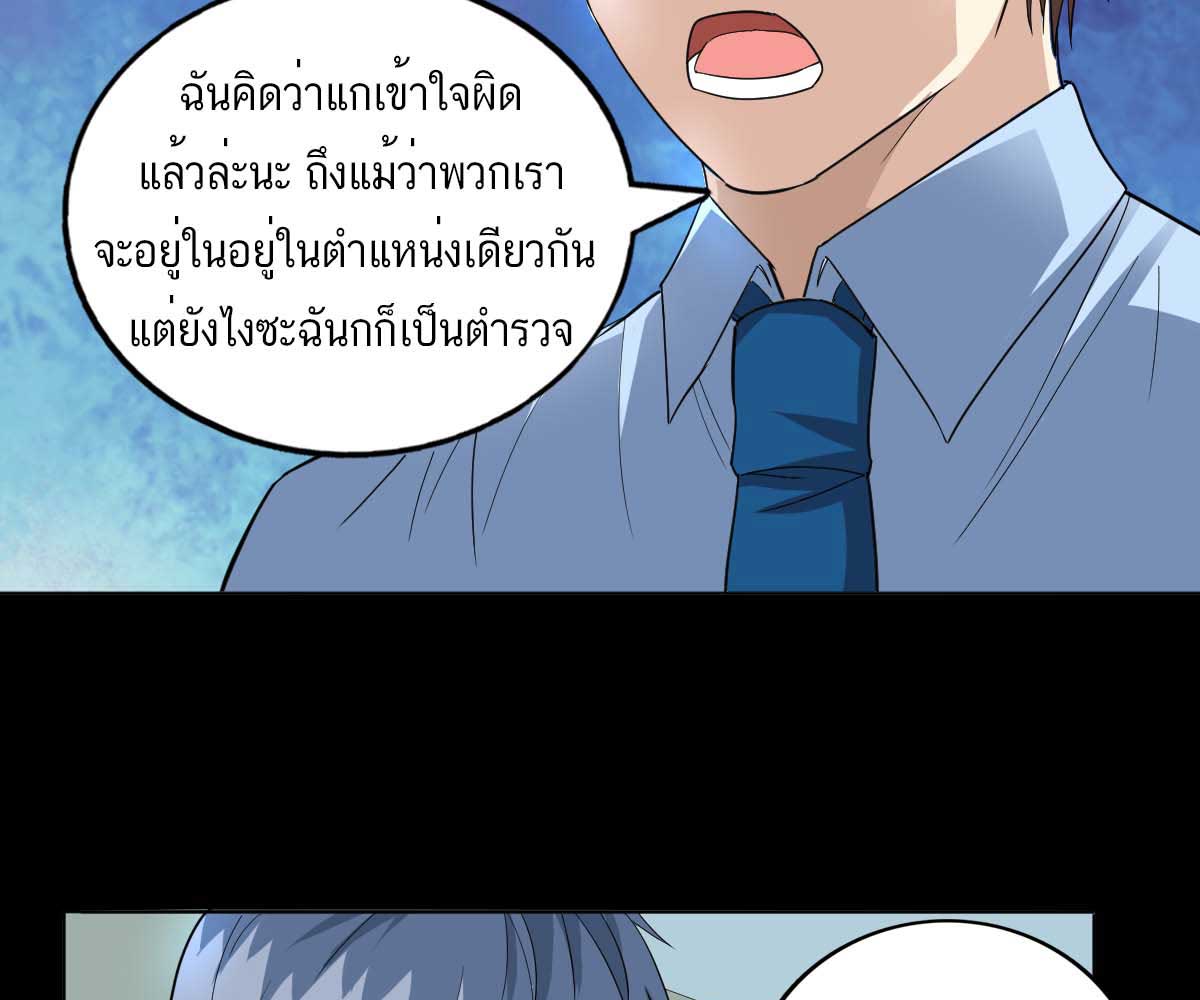 ฉันคิดว่าแกเข้าใจผิด
แล้วล่ะนะ ถึงแม้ว่าพวกเรา
จะอยู่ในอยู่ในตำแหน่งเดียวกัน
แต่ยังไงซะฉันกก็เป็นตำรวจ